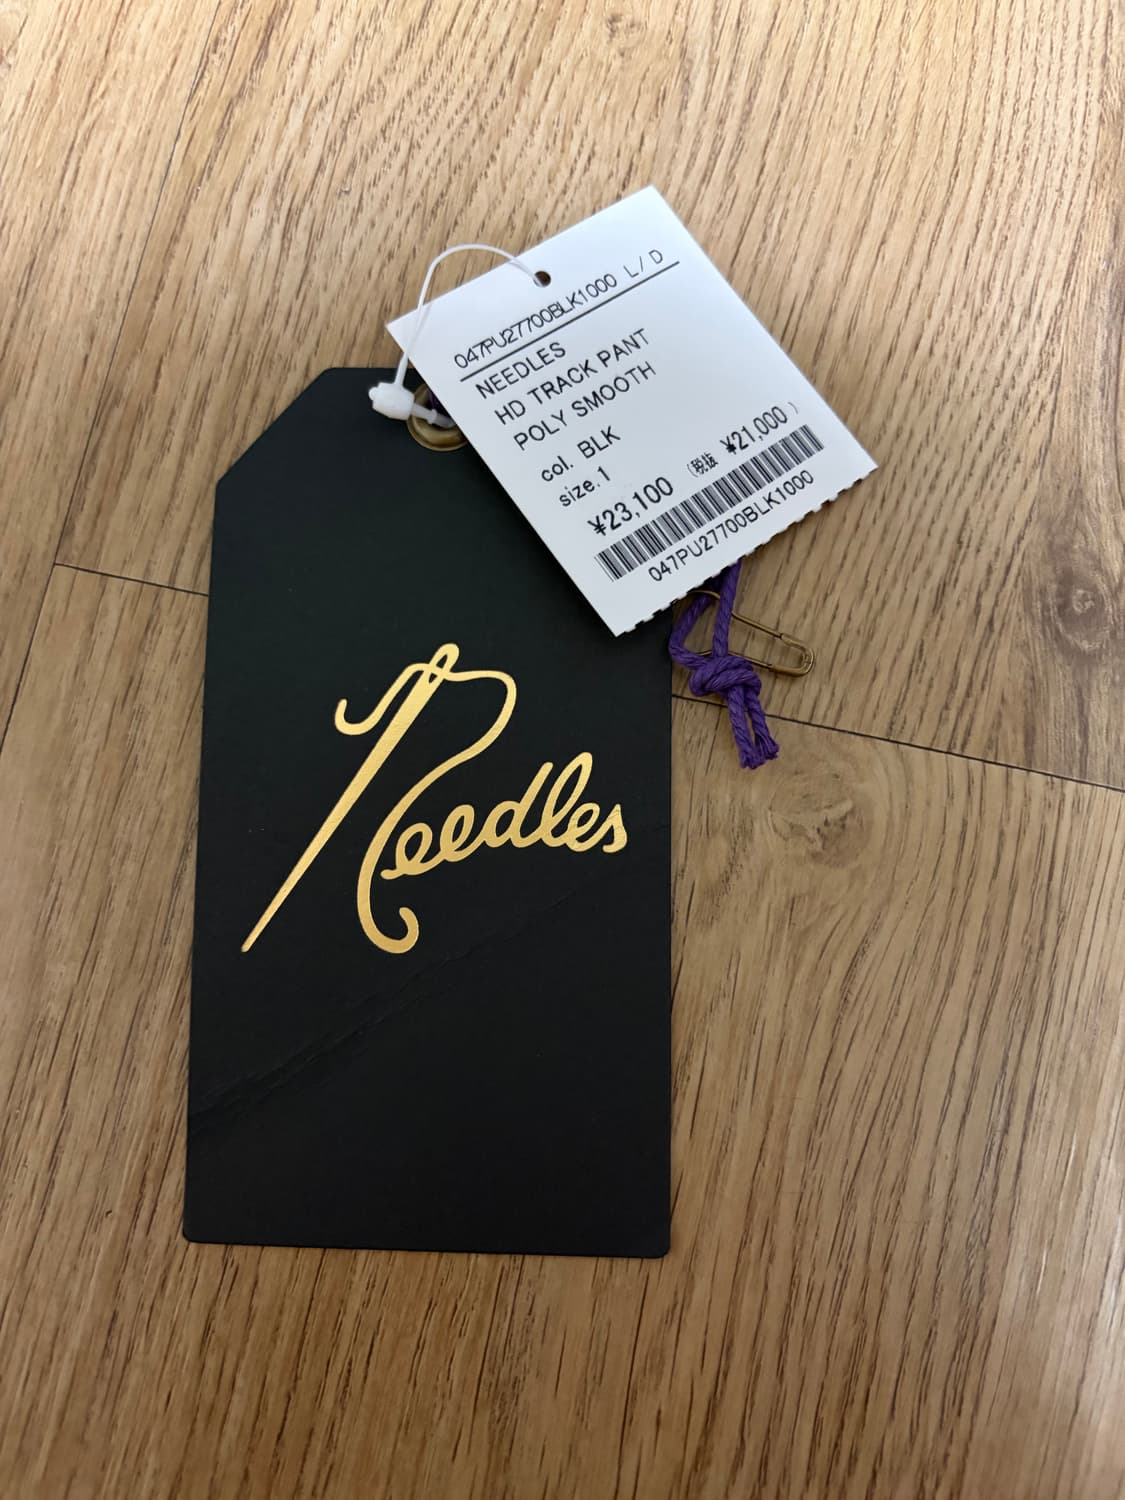 047PU27700BLK1000 L/D
NEEDLES
HD TRACK PANT
POLY SMOOTH
col. BLK
size.1
¥23,100 (税抜 ¥21,000)
047PU27700BLK1000
Needles